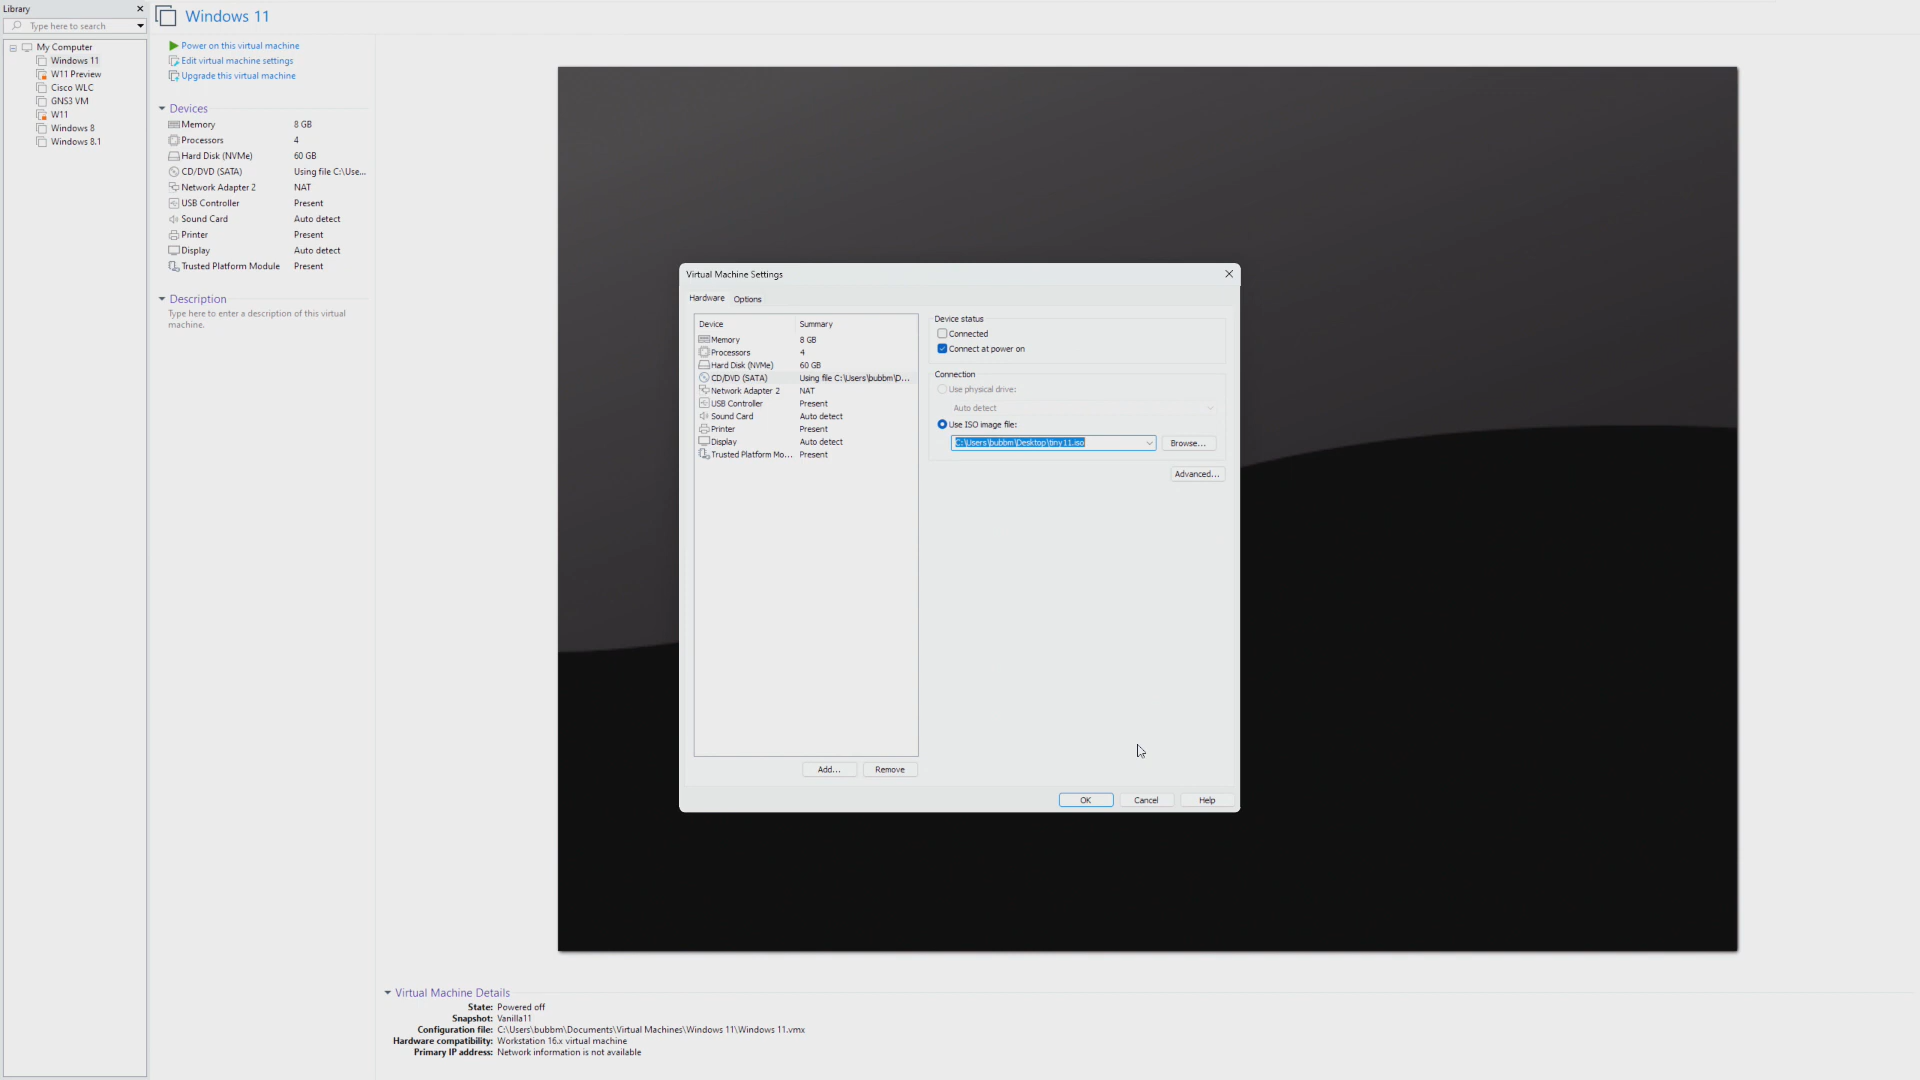 Library
Type here to search
My Computer
Windows 11
W11 Preview
Cisco WLC
GNS3 VM
W11
Windows 8
Windows 8.1
Windows 11
Power on this virtual machine
Edit virtual machine settings
Upgrade this virtual machine
Devices
Memory 8 GB
Processors 4
Hard Disk (NVMe) 60 GB
CD/DVD (SATA) Using file C:\Use...
Network Adapter 2 NAT
USB Controller Present
Sound Card Auto detect
Printer Present
Display Auto detect
Trusted Platform Module Present
Description
Type here to enter a description of this virtual
machine.
Virtual Machine Settings
Hardware Options
Device Summary
Memory 8 GB
Processors 4
Hard Disk (NVMe) 60 GB
CD/DVD (SATA) Using file C:\Users\bubbm\D...
Network Adapter 2 NAT
USB Controller Present
Sound Card Auto detect
Printer Present
Display Auto detect
Trusted Platform Mo... Present
Add... Remove
Device status
Connected
Connect at power on
Connection
Use physical drive:
Auto detect
Use ISO image file:
C:\Users\bubbm\Desktop\tiny11.iso Browse...
Advanced...
OK Cancel Help
Virtual Machine Details
State: Powered off
Snapshot: Vanilla11
Configuration file: C:\Users\bubbm\Documents\Virtual Machines\Windows 11\Windows 11.vmx
Hardware compatibility: Workstation 16.x virtual machine
Primary IP address: Network information is not available